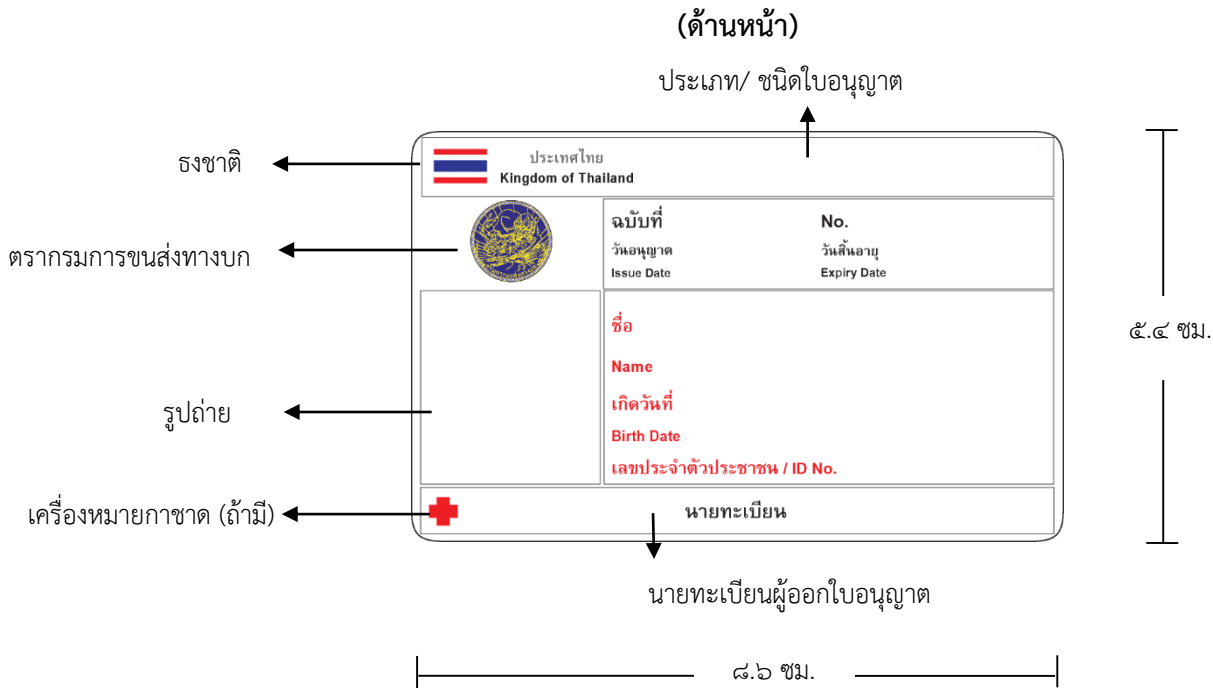 (ด้านหน้า)
ประเภท/ ชนิดใบอนุญาต
ธงชาติ
ประเทศไทย
Kingdom of Thailand
ตรากรมการขนส่งทางบก
ฉบับที่ No.
วันอนุญาต วันสิ้นอายุ
Issue Date Expiry Date
ชื่อ
๕.๔ ซม.
Name
เกิดวันที่
รูปถ่าย
Birth Date
เลขประจำตัวประชาชน / ID No.
เครื่องหมายกาชาด (ถ้ามี)
นายทะเบียน
นายทะเบียนผู้ออกใบอนุญาต
๘.๖ ซม.